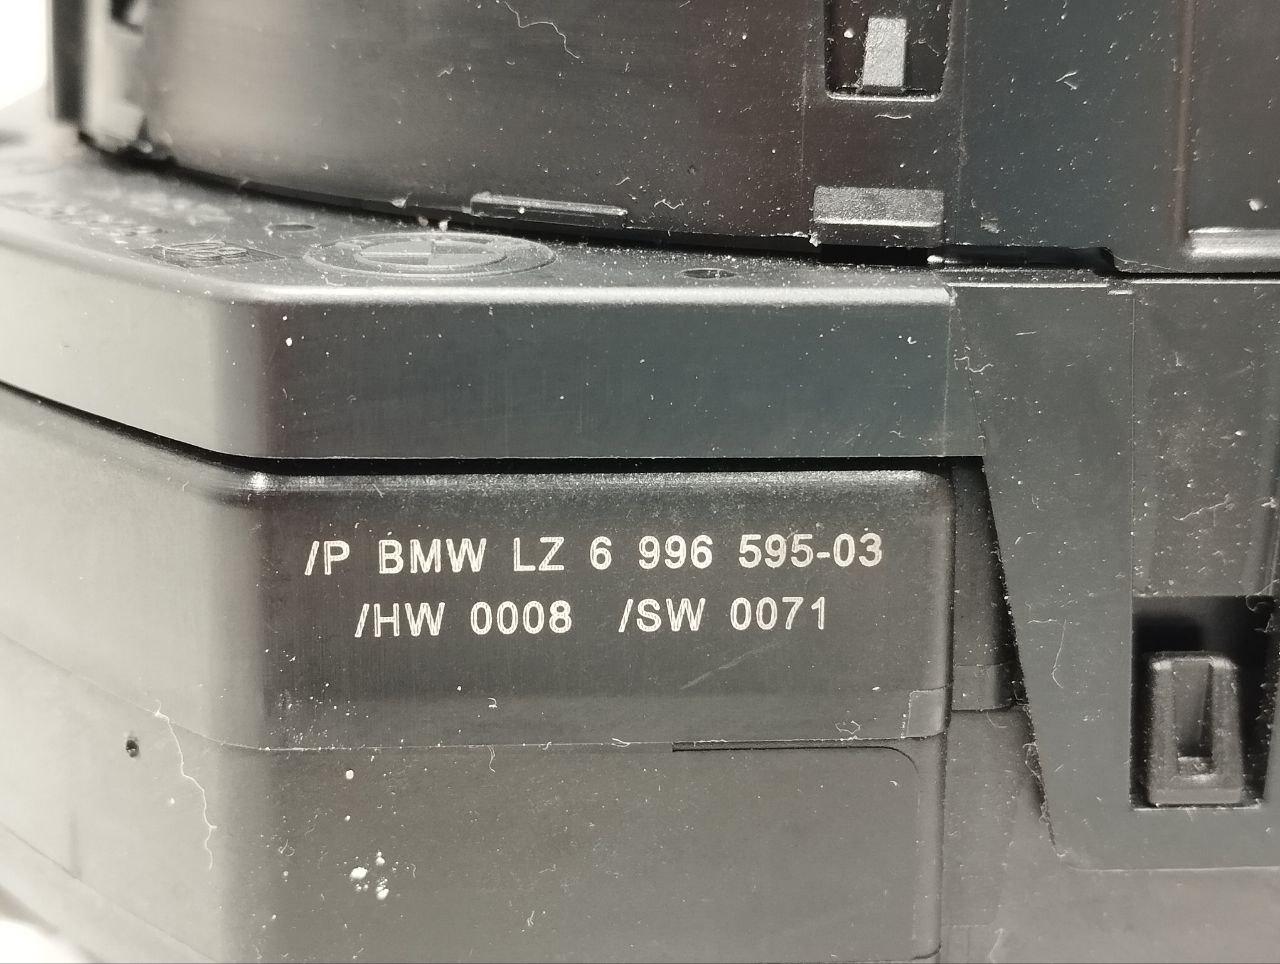 /P BMW LZ 6 996 595-03
/HW 0008 /SW 0071